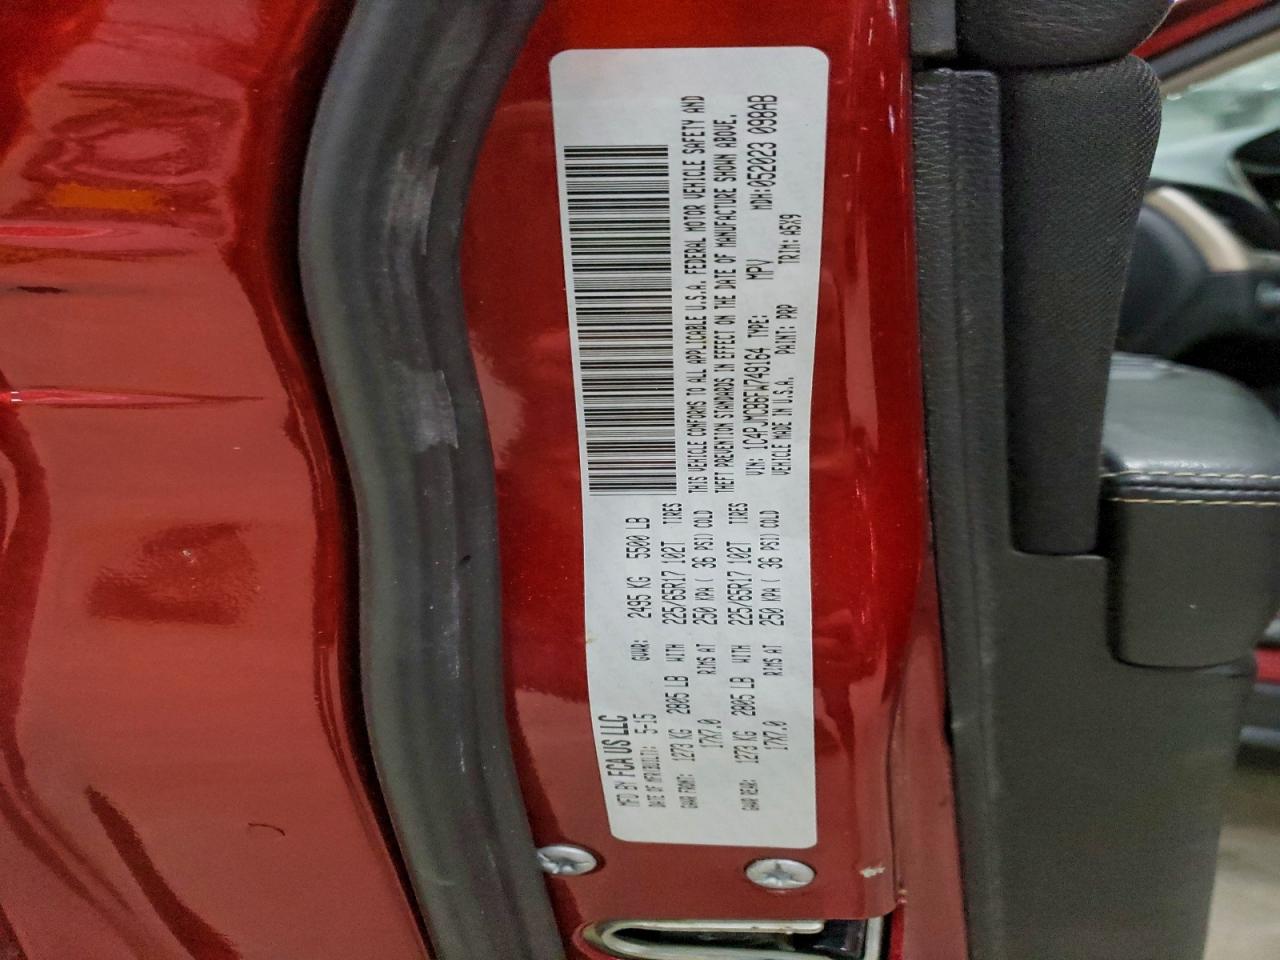 MFD BY FCA US LLC
DATE OF MFR(BUILT): 5-15 GVWR: 2495 KG 5500 LB
GAWR FRONT: 1273 KG 2805 LB WITH 225/65R17 102T TIRES
17X7.0 RIMS AT 250 KPA ( 36 PSI) COLD
GAWR REAR: 1273 KG 2805 LB WITH 225/65R17 102T TIRES
17X7.0 RIMS AT 250 KPA ( 36 PSI) COLD
THIS VEHICLE CONFORMS TO ALL APPLICABLE U.S.A. FEDERAL MOTOR VEHICLE SAFETY AND
THEFT PREVENTION STANDARDS IN EFFECT ON THE DATE OF MANUFACTURE SHOWN ABOVE.
VIN: 1C4PJMCB6FW749164 TYPE: MPV MDH:052023 098AB
VEHICLE MADE IN U.S.A. PAINT: PRP TRIM: A5X9